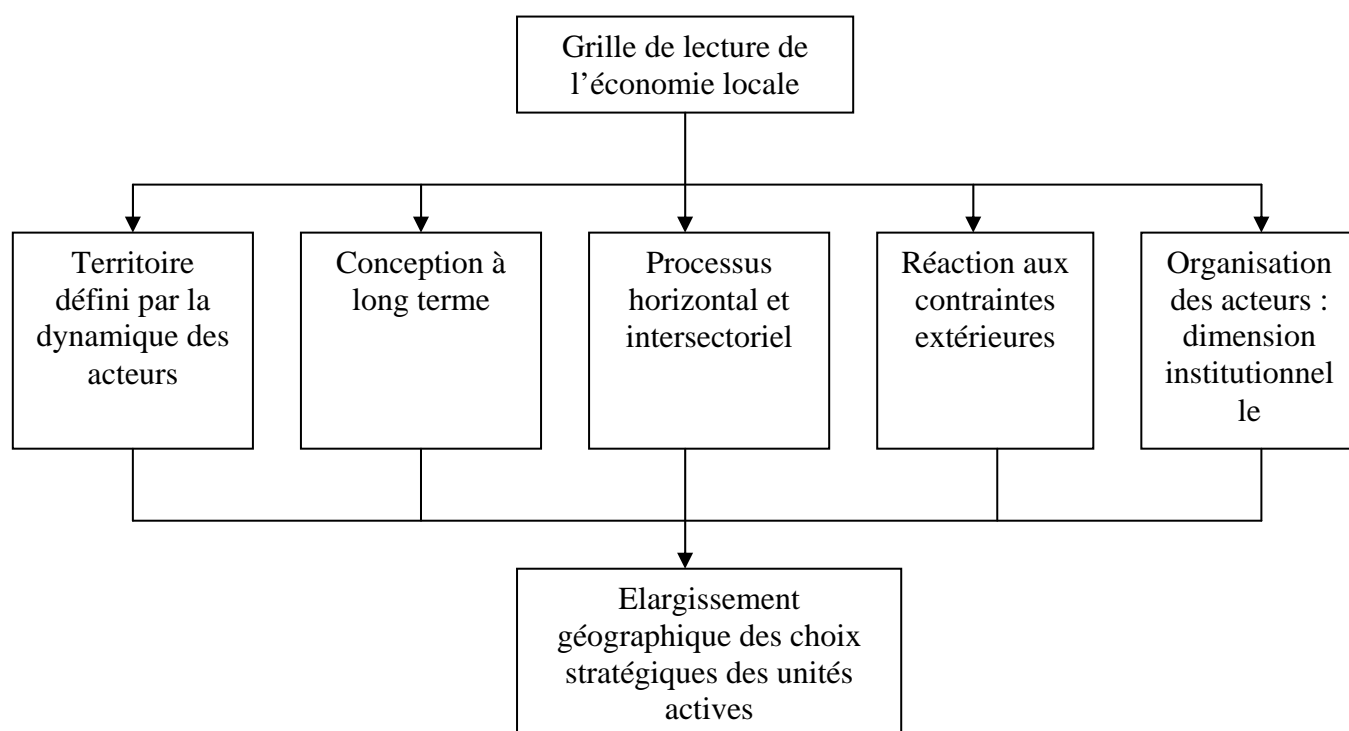 Grille de lecture de
l’économie locale
Territoire
défini par la
dynamique des
acteurs
Conception à
long terme
Processus
horizontal et
intersectoriel
Réaction aux
contraintes
extérieures
Organisation
des acteurs :
dimension
institutionnel
le
Elargissement
géographique des choix
stratégiques des unités
actives